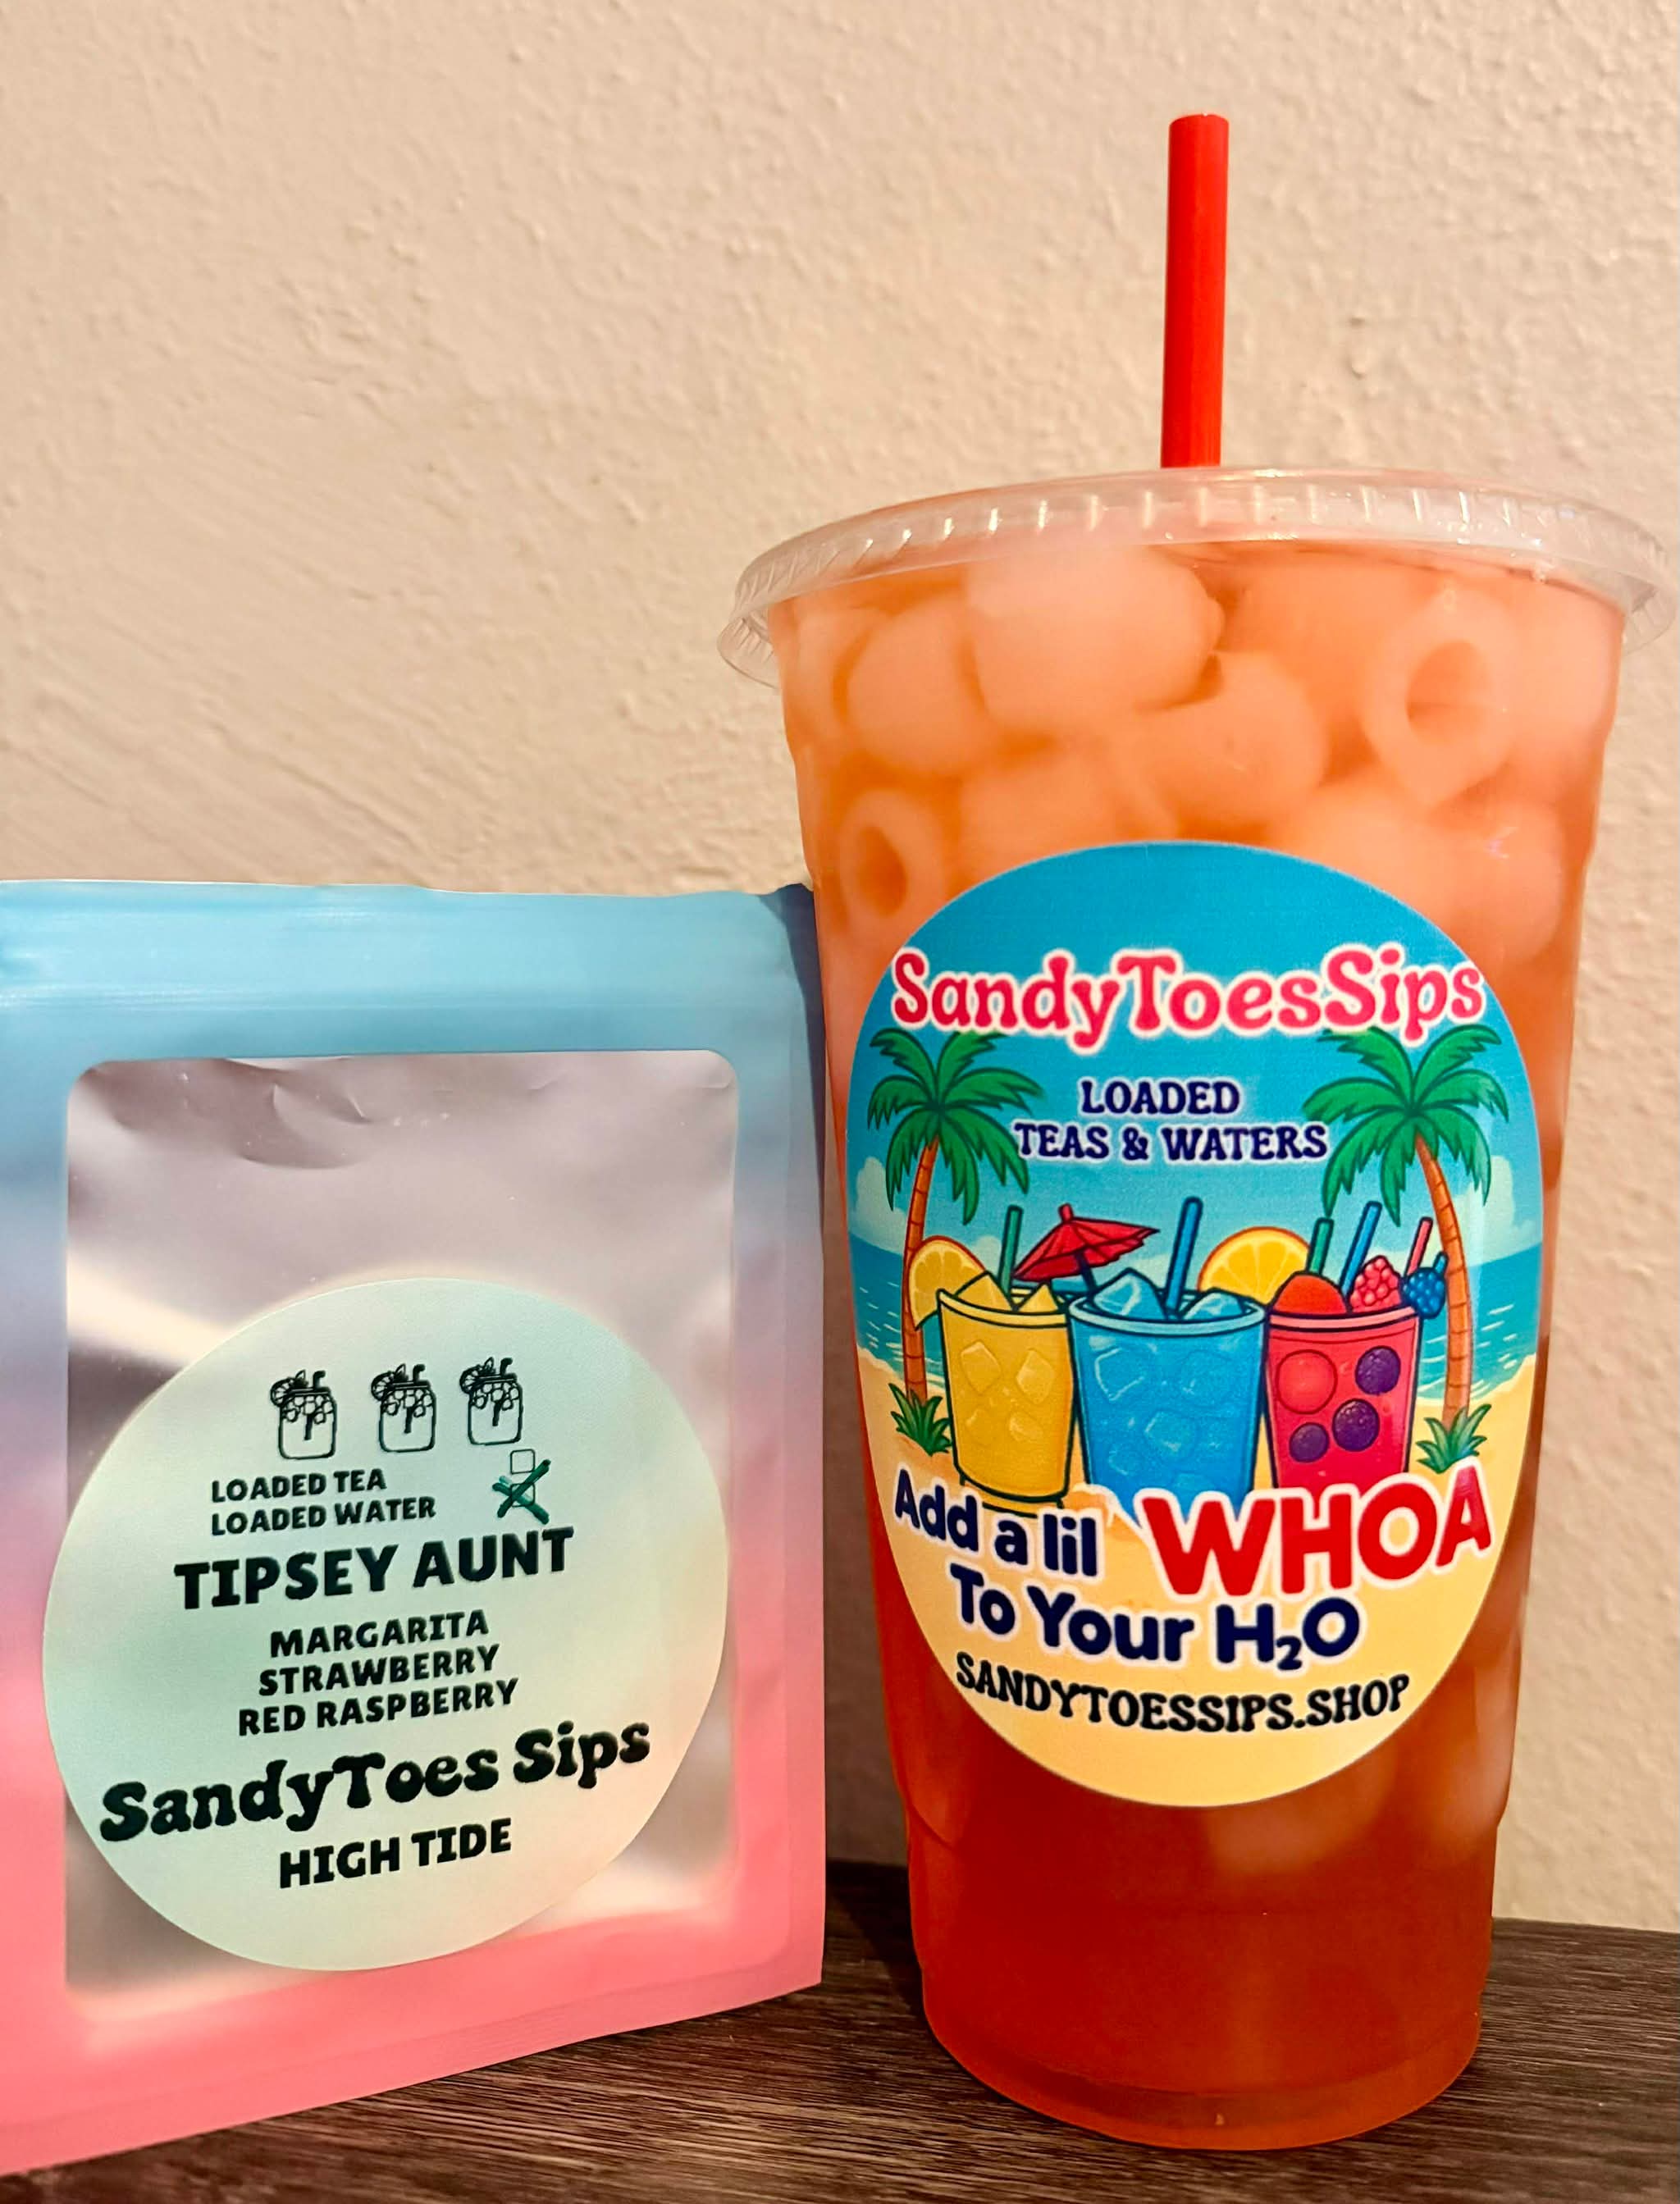 LOADED TEA
LOADED WATER
TIPSEY AUNT
MARGARITA
STRAWBERRY
RED RASPBERRY
SandyToes Sips
HIGH TIDE
SandyToesSips
LOADED
TEAS & WATERS
Add a lil WHOA
To Your H₂O
SANDYTOESSIPS.SHOP